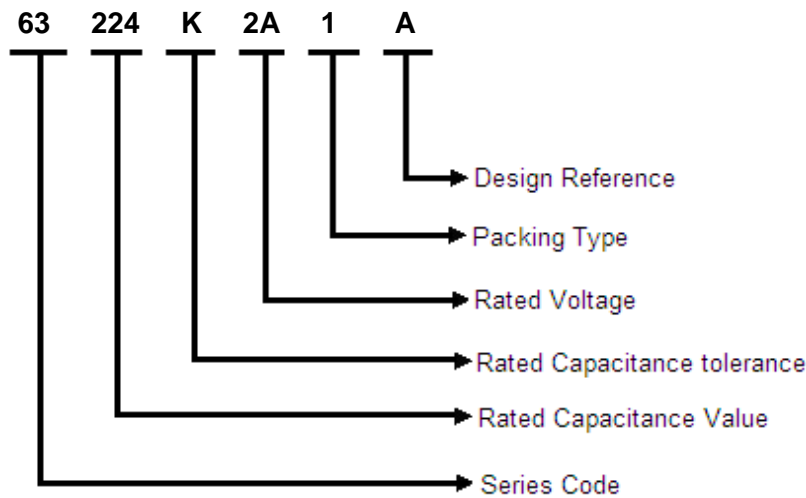 63 224 K 2A 1 A
Design Reference
Packing Type
Rated Voltage
Rated Capacitance tolerance
Rated Capacitance Value
Series Code